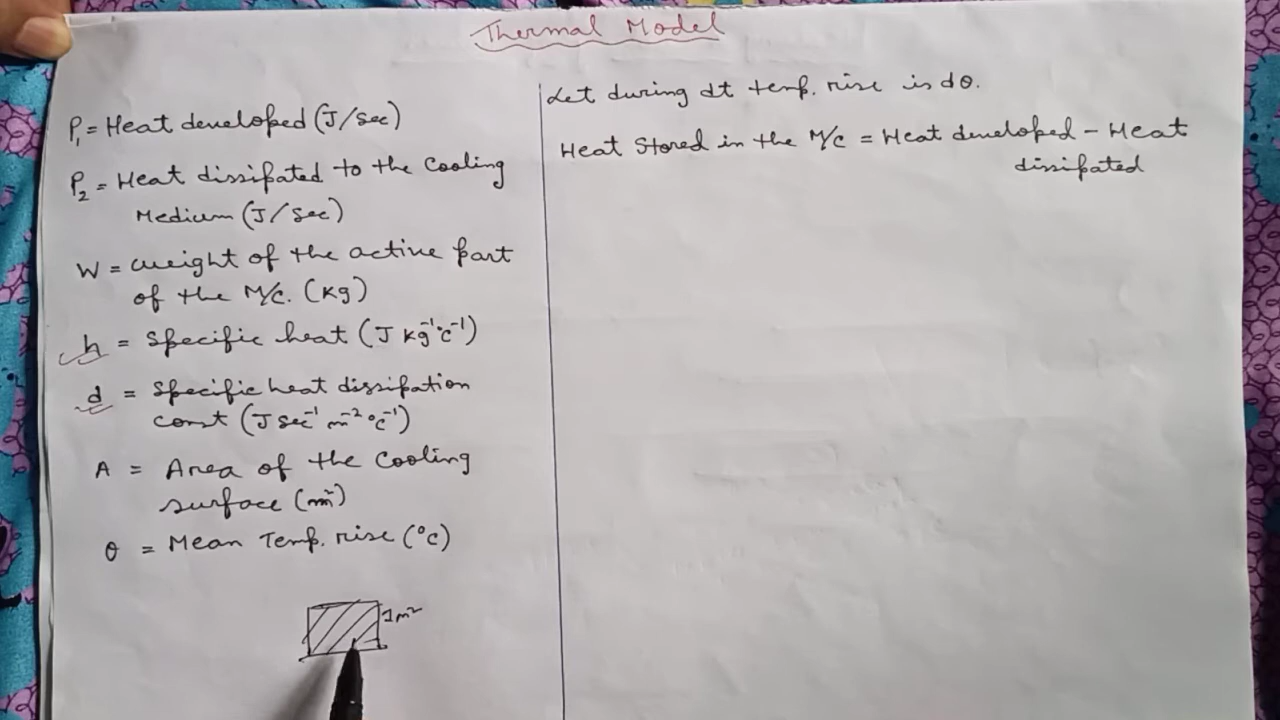 Thermal Model
P₁ = Heat developed (J/sec)
P₂ = Heat dissipated to the cooling
Medium (J/sec)
W = weight of the active part
of the M/c. (Kg)
h = Specific heat (J Kg⁻¹ °c⁻¹)
d = Specific heat dissipation
const (J sec⁻¹ m⁻² °c⁻¹)
A = Area of the cooling
surface (m²)
θ = Mean Temp. rise (°c)
1m²
Let during dt temp. rise is dθ.
Heat Stored in the M/c = Heat developed - Heat
dissipated